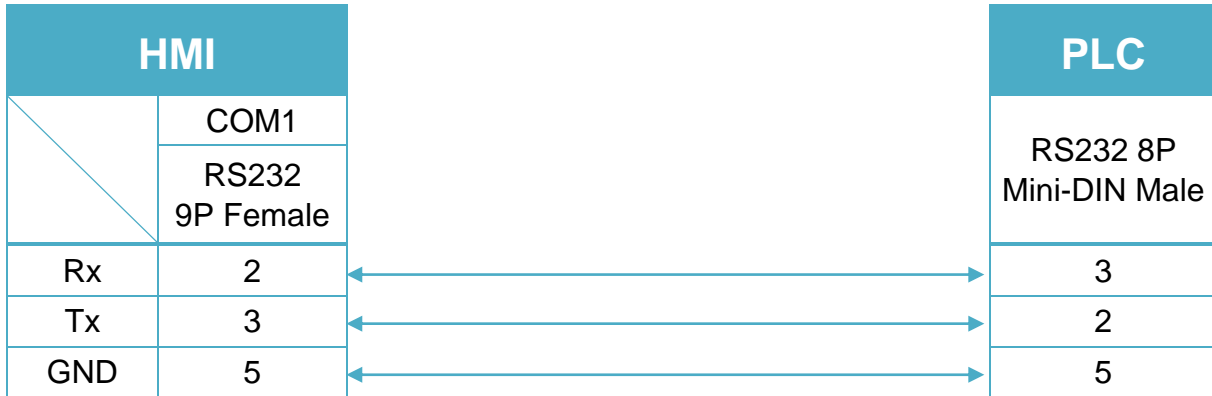 HMI
PLC
COM1
RS232
9P Female
RS232 8P
Mini-DIN Male
Rx 2 3
Tx 3 2
GND 5 5